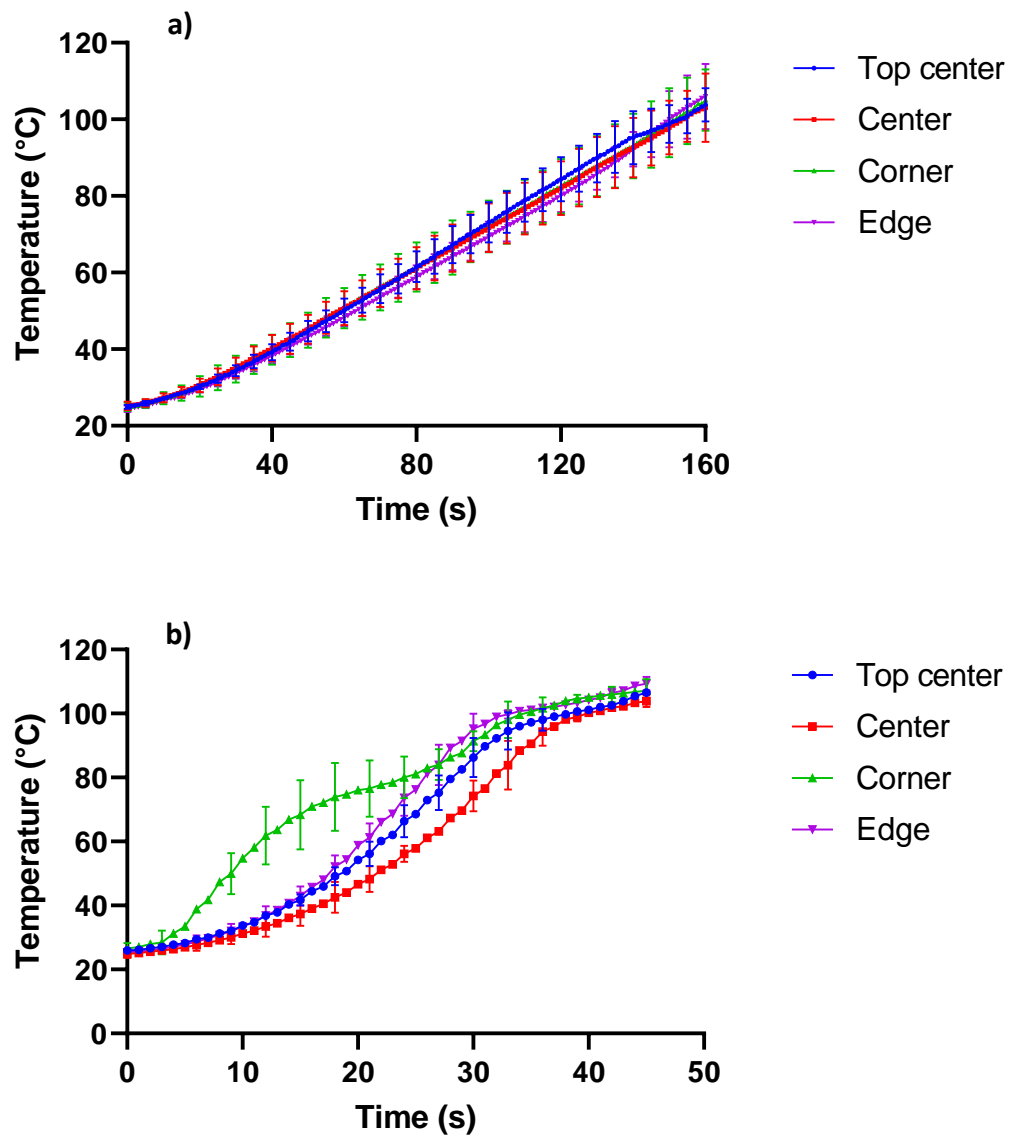 a)
120
100
80
60
40
20
Temperature (°C)
0 40 80 120 160
Time (s)
Top center
Center
Corner
Edge
b)
120
100
80
60
40
20
0
Temperature (°C)
0 10 20 30 40 50
Time (s)
Top center
Center
Corner
Edge